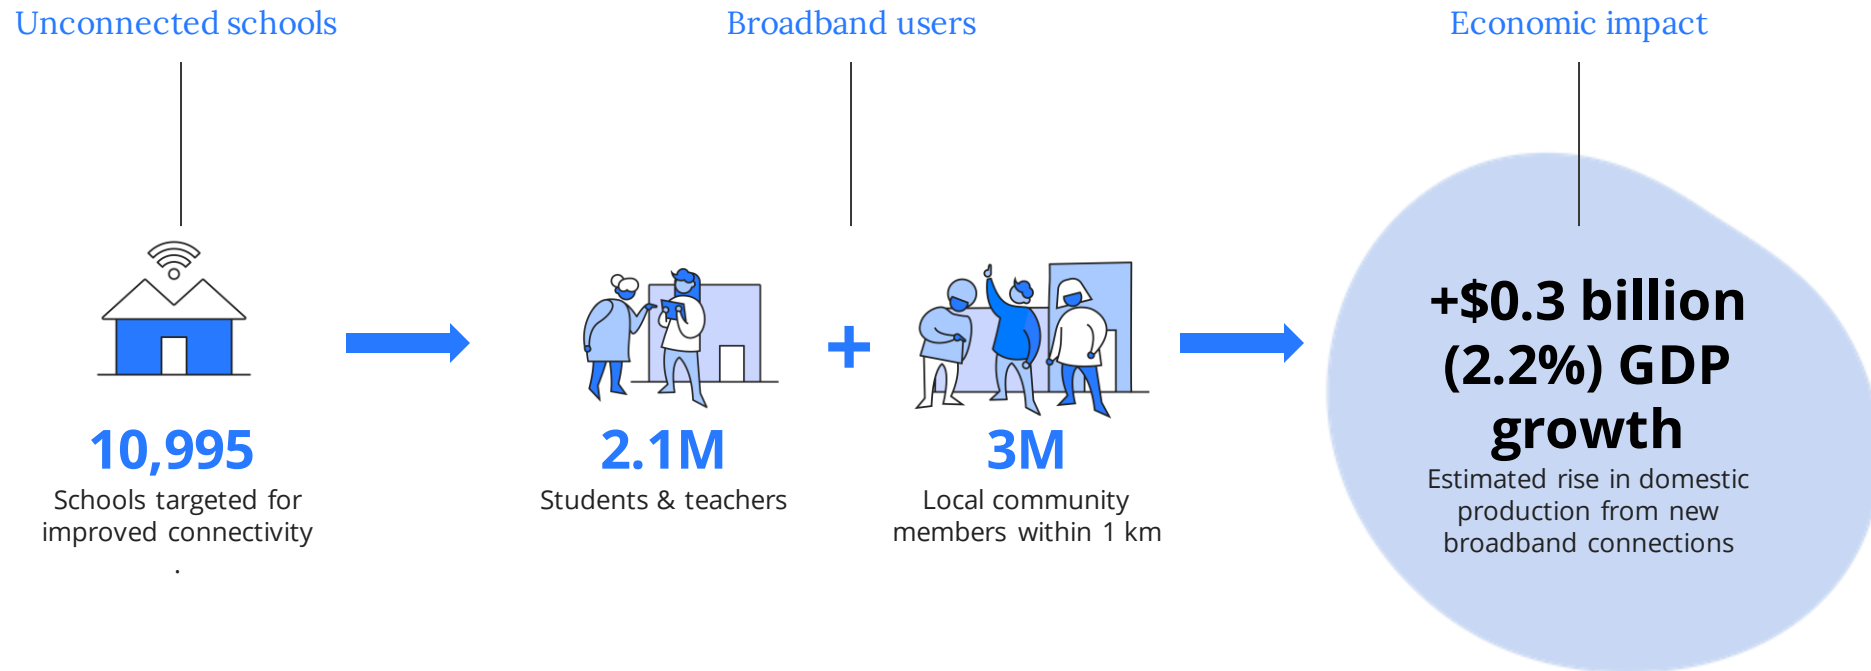 Unconnected schools
Broadband users
Economic impact
10,995
Schools targeted for
improved connectivity
.
2.1M
Students & teachers
+
3M
Local community
members within 1 km
+$0.3 billion
(2.2%) GDP
growth
Estimated rise in domestic
production from new
broadband connections